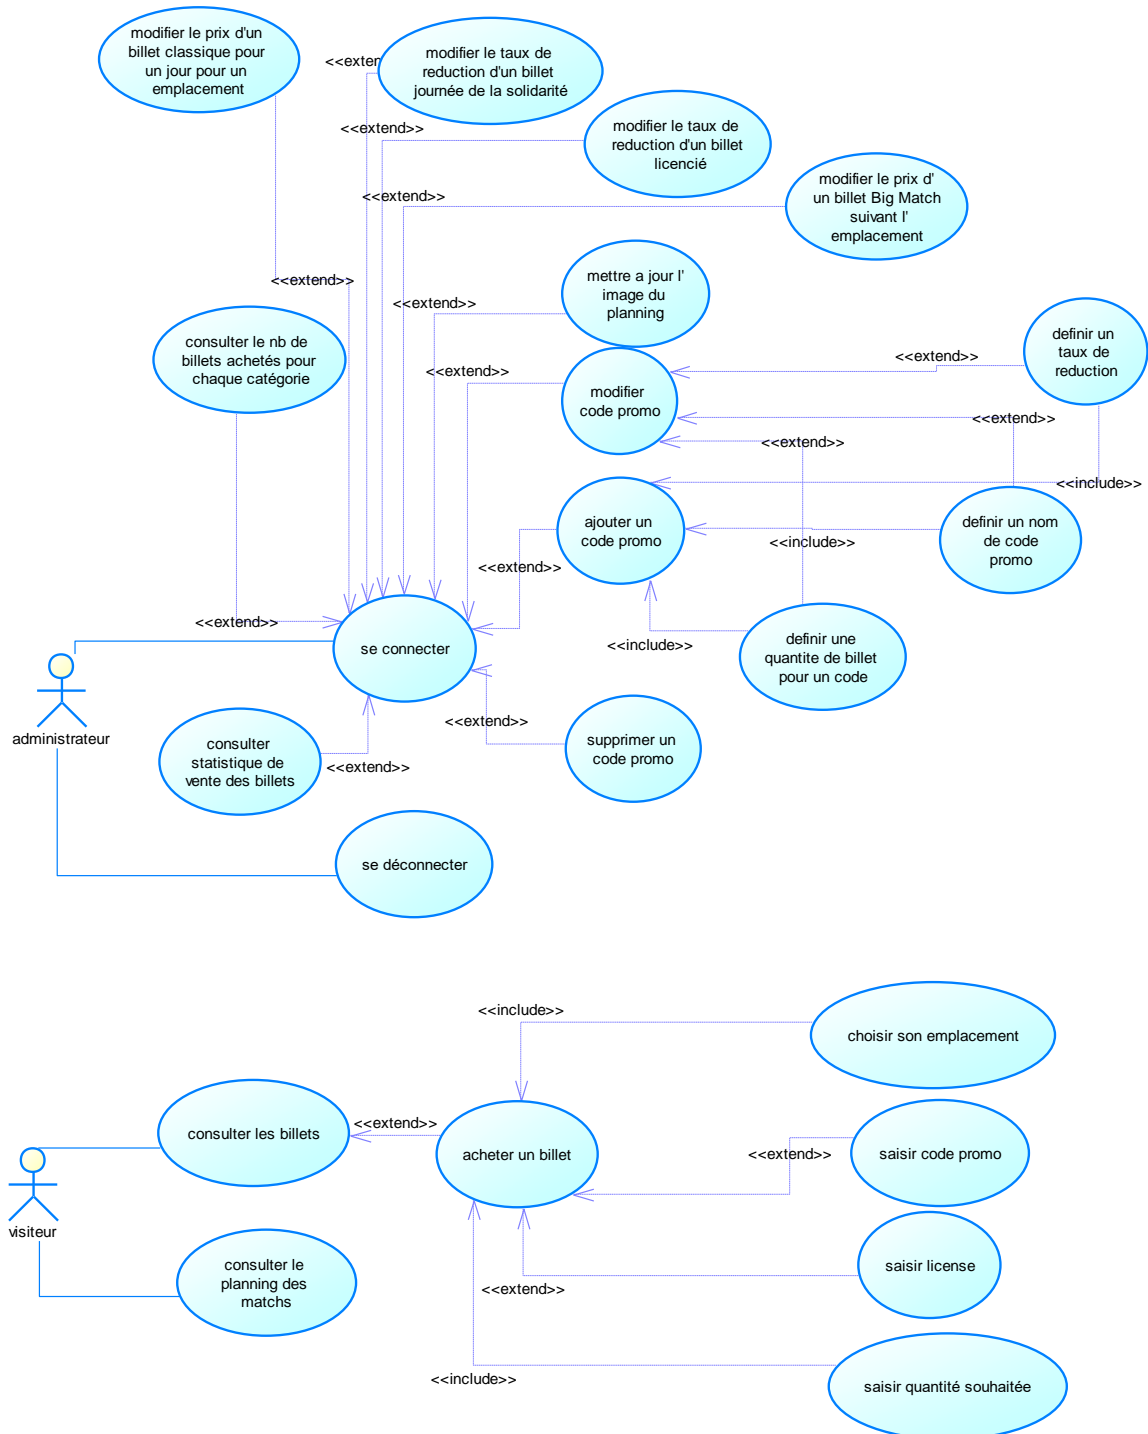 modifier le prix d'un
billet classique pour
un jour pour un
emplacement
<<exten
modifier le taux de
reduction d'un billet
journée de la solidarité
<<extend>>
modifier le taux de
reduction d'un billet
licencié
<<extend>>
modifier le prix d'
un billet Big Match
suivant l'
emplacement
<<extend>>
<<extend>>
mettre a jour l'
image du
planning
consulter le nb de
billets achetés pour
chaque catégorie
<<extend>>
modifier
code promo
<<extend>>
definir un
taux de
reduction
<<extend>>
<<extend>>
<<include>>
ajouter un
code promo
<<extend>>
<<include>>
definir un nom
de code
promo
<<extend>>
se connecter
<<include>>
definir une
quantite de billet
pour un code
administrateur
<<extend>>
supprimer un
code promo
consulter
statistique de
vente des billets
<<extend>>
se déconnecter
<<include>>
choisir son emplacement
consulter les billets
<<extend>>
acheter un billet
<<extend>>
saisir code promo
visiteur
consulter le
planning des
matchs
<<extend>>
saisir license
<<include>>
saisir quantité souhaitée